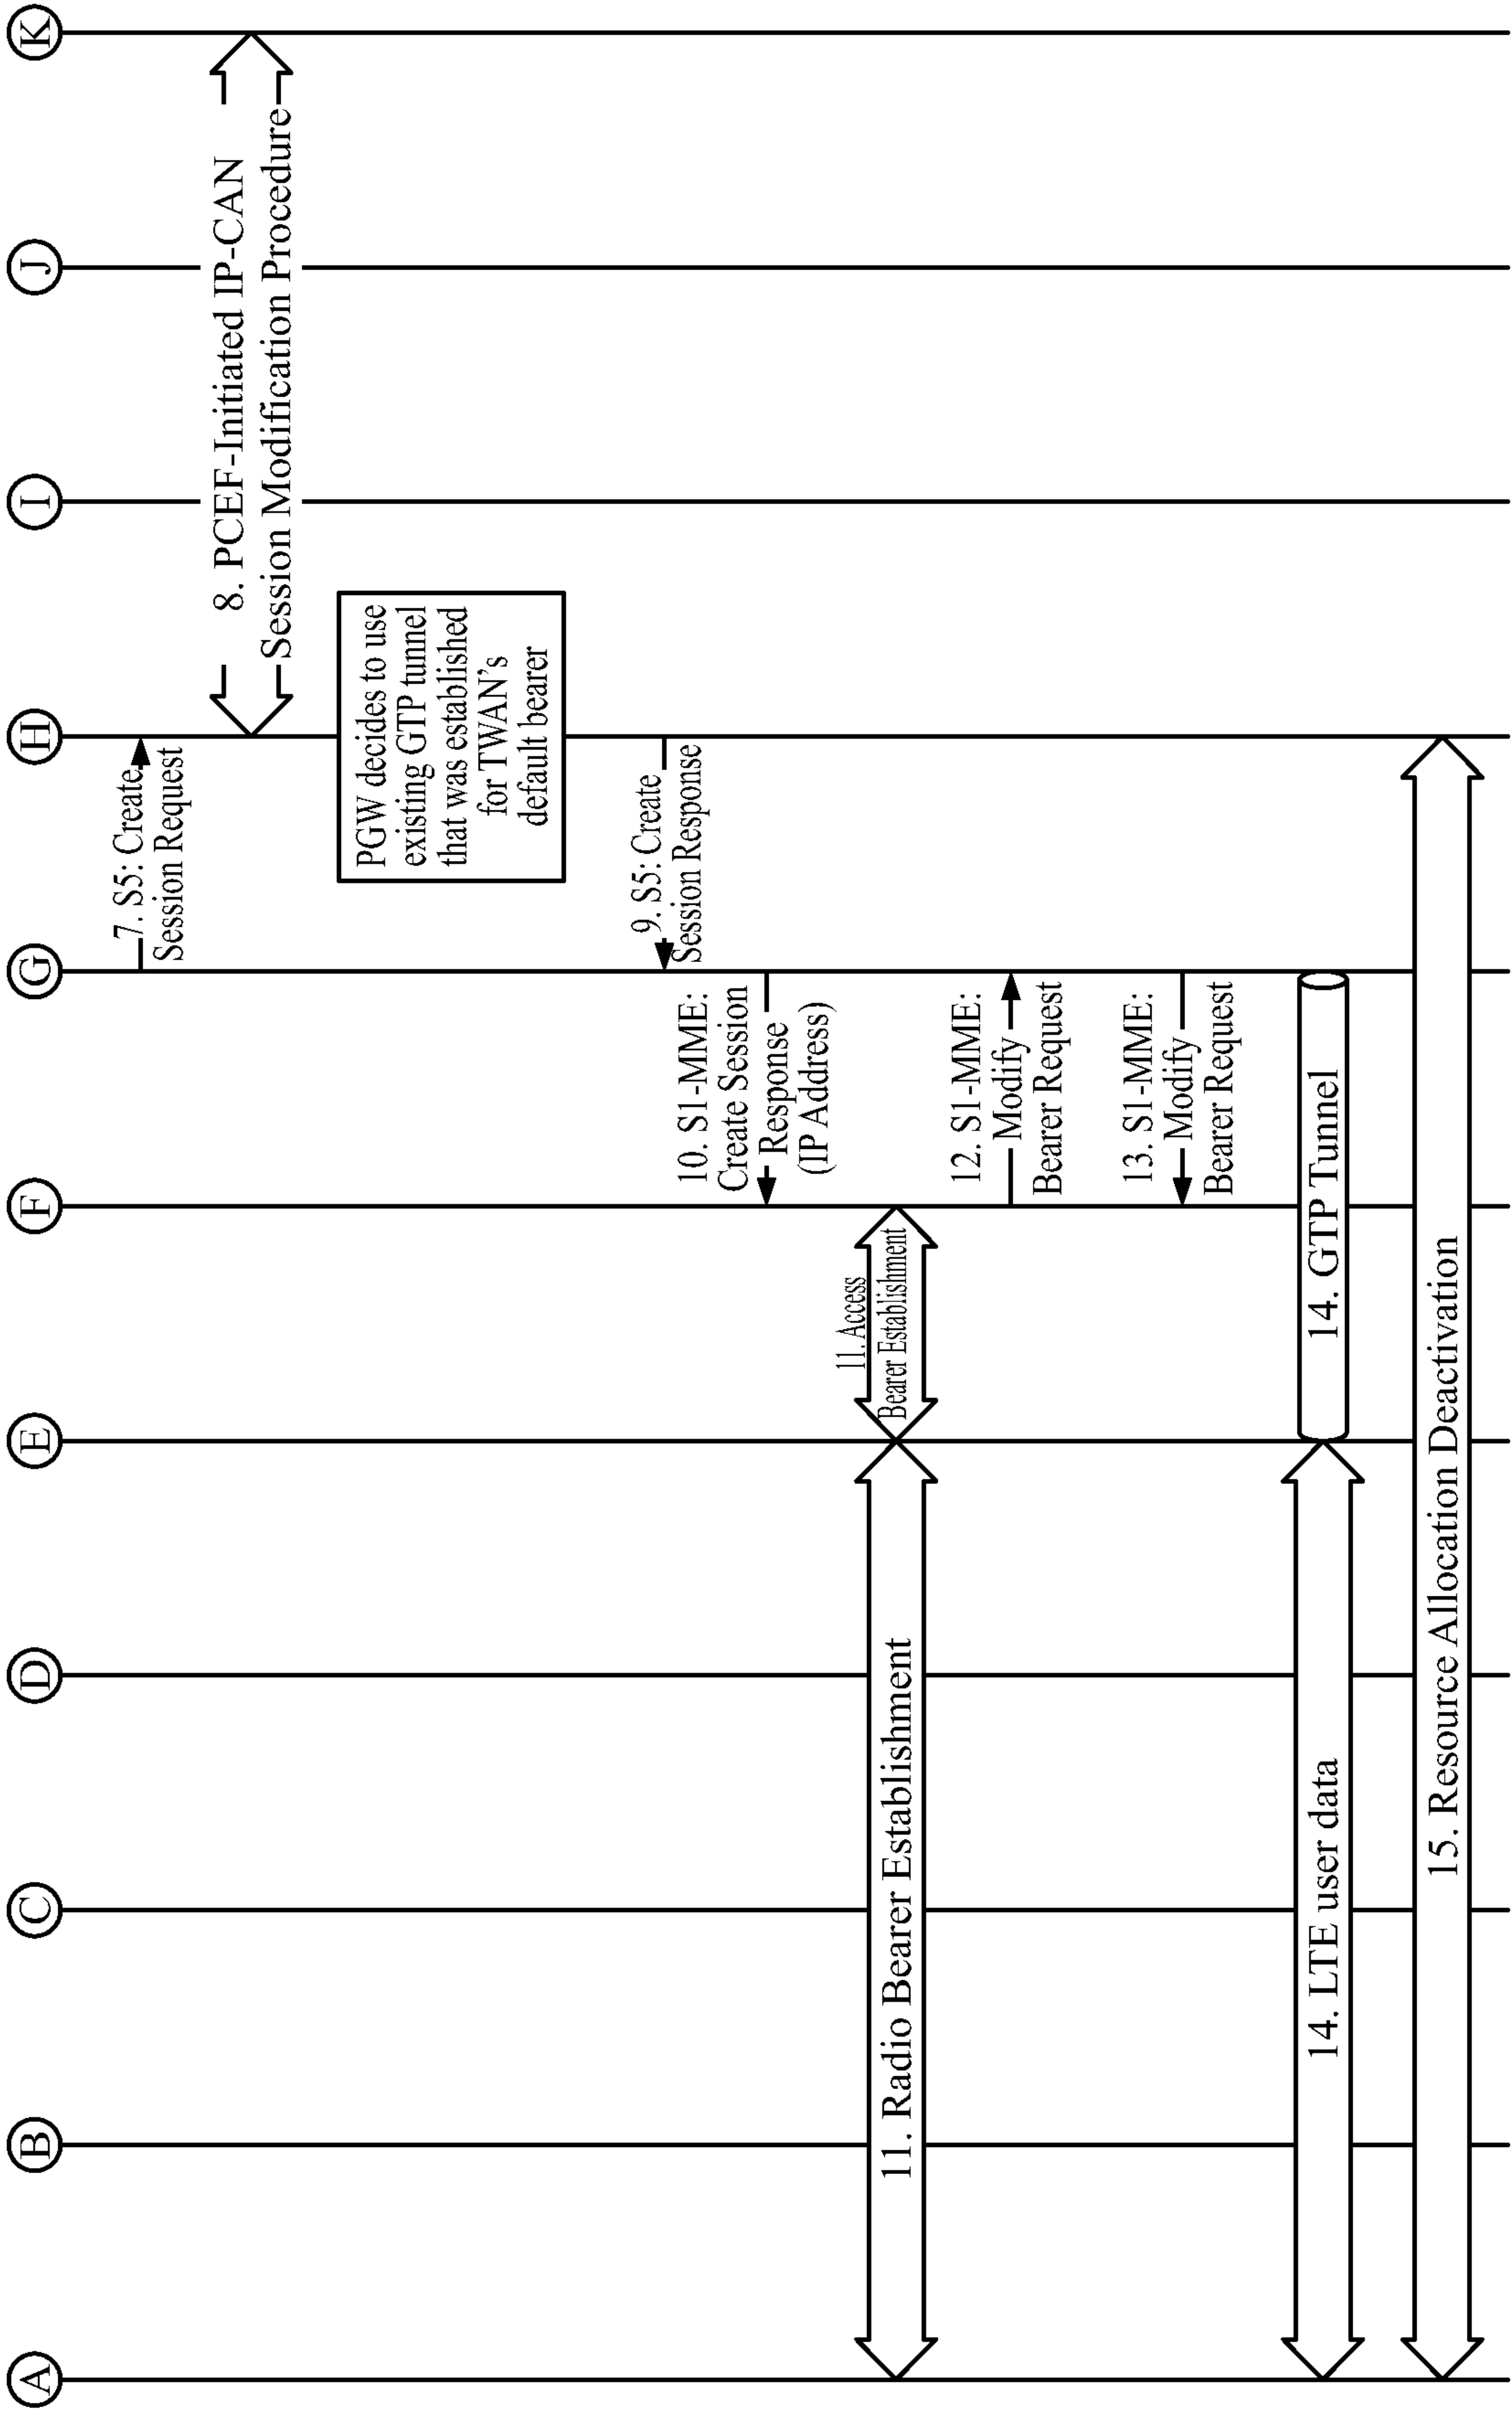 A
B
C
D
E
F
G
H
I
J
K
7. S5: Create
Session Request
8. PCEF-Initiated IP-CAN
Session Modification Procedure
PGW decides to use
existing GTP tunnel
that was established
for TWAN's
default bearer
9. S5: Create
Session Response
10. S1-MME:
Create Session
Response
(IP Address)
11. Radio Bearer Establishment
11. Access
Bearer Establishment
12. S1-MME:
Modify
Bearer Request
13. S1-MME:
Modify
Bearer Request
14. LTE user data
14. GTP Tunnel
15. Resource Allocation Deactivation